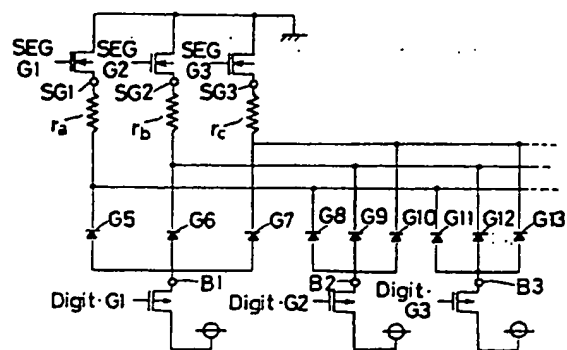 SEG
G1
SEG
G2
SEG
G3
SG1
SG2
SG3
ra
rb
rc
G5
G6
G7
G8
G9
G10
G11
G12
G13
B1
B2
B3
Digit·G1
Digit·G2
Digit·
G3